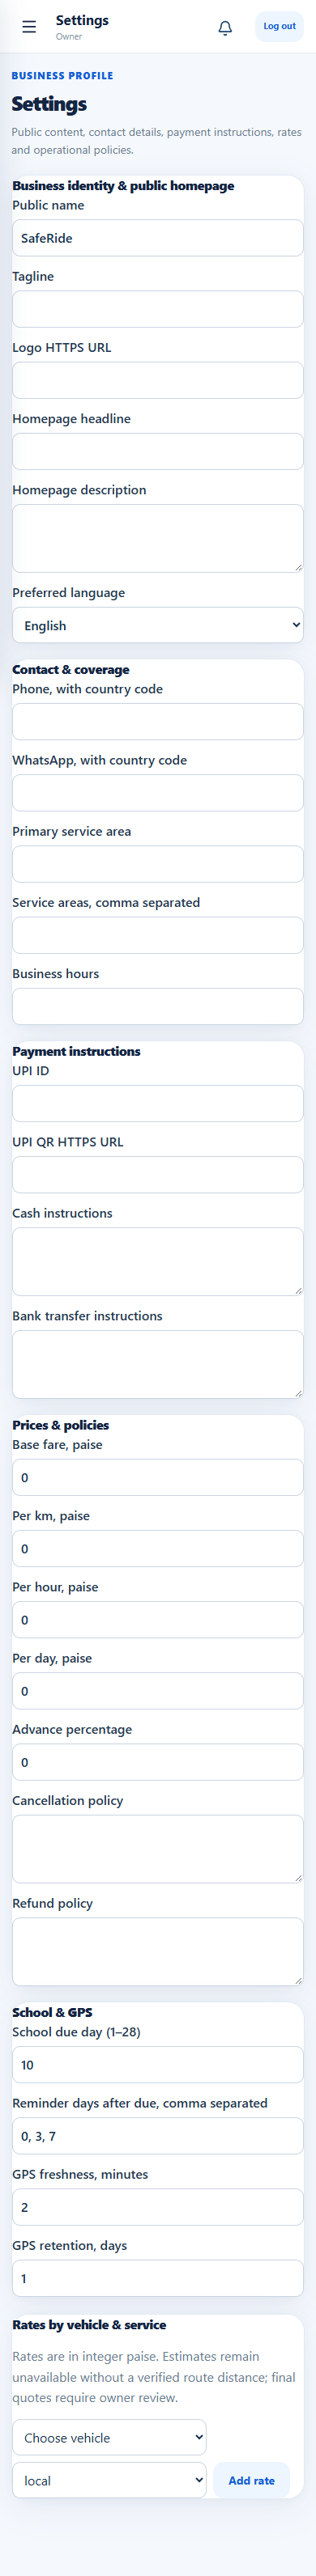 Settings
Owner
Log out
BUSINESS PROFILE
Settings
Public content, contact details, payment instructions, rates
and operational policies.
Business identity & public homepage
Public name
SafeRide
Tagline
Logo HTTPS URL
Homepage headline
Homepage description
Preferred language
English
Contact & coverage
Phone, with country code
WhatsApp, with country code
Primary service area
Service areas, comma separated
Business hours
Payment instructions
UPI ID
UPI QR HTTPS URL
Cash instructions
Bank transfer instructions
Prices & policies
Base fare, paise
0
Per km, paise
0
Per hour, paise
0
Per day, paise
0
Advance percentage
0
Cancellation policy
Refund policy
School & GPS
School due day (1–28)
10
Reminder days after due, comma separated
0, 3, 7
GPS freshness, minutes
2
GPS retention, days
1
Rates by vehicle & service
Rates are in integer paise. Estimates remain
unavailable without a verified route distance; final
quotes require owner review.
Choose vehicle
local
Add rate